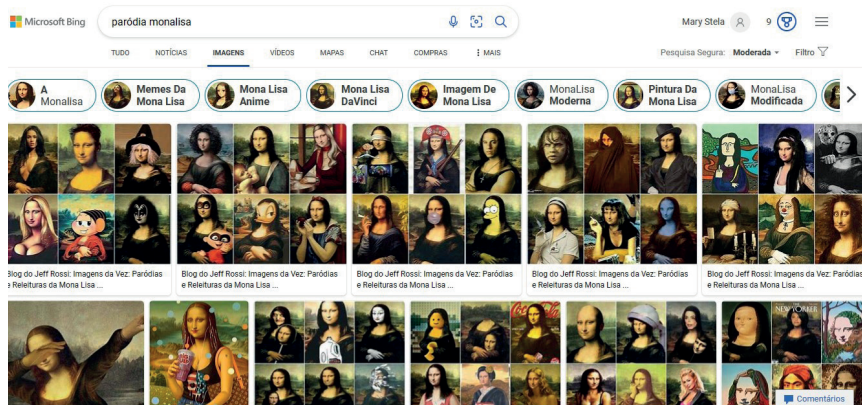 Microsoft Bing
paródia monalisa
Mary Stela
9
TUDO NOTÍCIAS IMAGENS VÍDEOS MAPAS CHAT COMPRAS MAIS
Pesquisa Segura: Moderada Filtro
A Monalisa
Memes Da Mona Lisa
Mona Lisa Anime
Mona Lisa DaVinci
Imagem De Mona Lisa
MonaLisa Moderna
Pintura Da Mona Lisa
MonaLisa Modificada
Blog do Jeff Rossi: Imagens da Vez: Paródias
e Releituras da Mona Lisa ...
Blog do Jeff Rossi: Imagens da Vez: Paródias
e Releituras da Mona Lisa ...
Blog do Jeff Rossi: Imagens da Vez: Paródias
e Releituras da Mona Lisa ...
Blog do Jeff Rossi: Imagens da Vez: Paródias
e Releituras da Mona Lisa ...
Blog do Jeff Rossi: Imagens da Vez: Paródias
e Releituras da Mona Lisa ...
Coca-Cola
NEW YORKER
Comentários